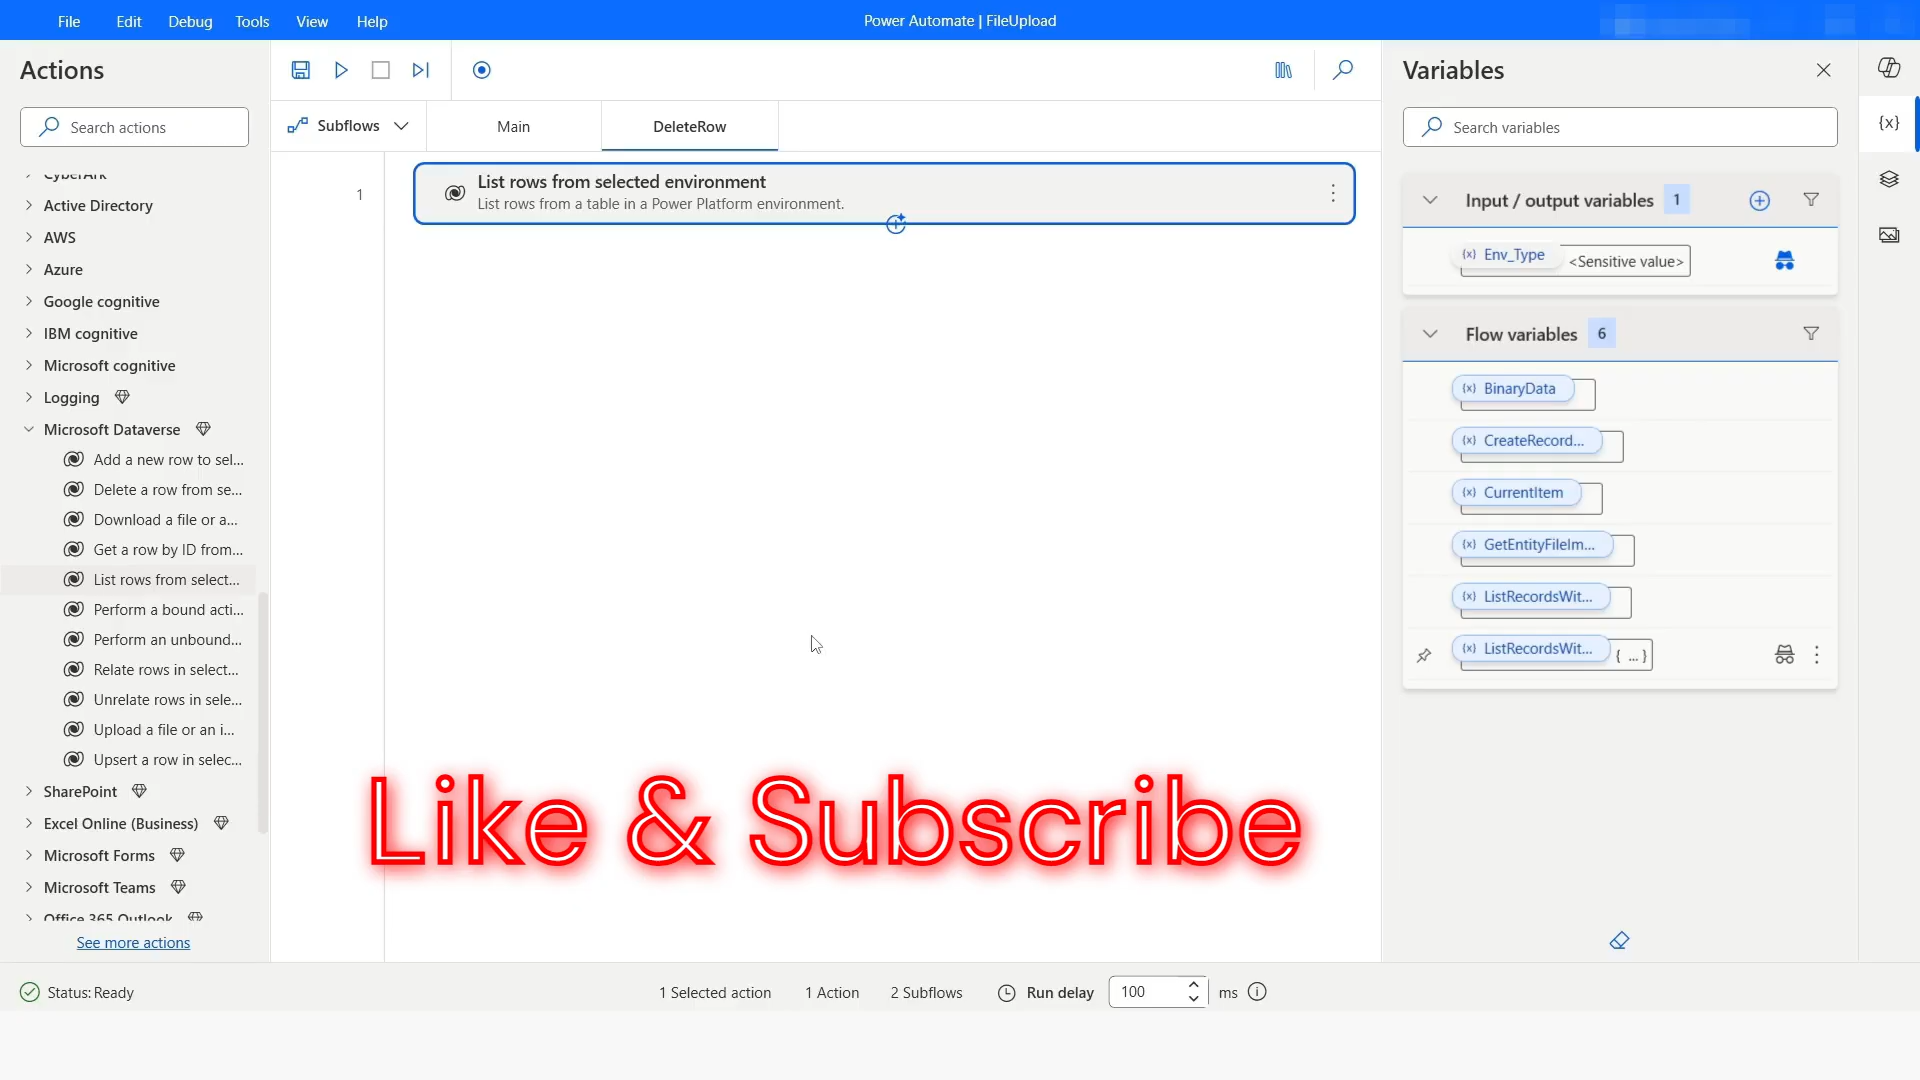 File Edit Debug Tools View Help
Power Automate | FileUpload
Actions
Search actions
CyberArk
Active Directory
AWS
Azure
Google cognitive
IBM cognitive
Microsoft cognitive
Logging
Microsoft Dataverse
Add a new row to sel...
Delete a row from se...
Download a file or a...
Get a row by ID from...
List rows from select...
Perform a bound acti...
Perform an unbound...
Relate rows in select...
Unrelate rows in sele...
Upload a file or an i...
Upsert a row in selec...
SharePoint
Excel Online (Business)
Microsoft Forms
Microsoft Teams
Office 365 Outlook
See more actions
Subflows
Main
DeleteRow
1
List rows from selected environment
List rows from a table in a Power Platform environment.
Like & Subscribe
Variables
{x}
Search variables
Input / output variables 1
(x) Env_Type <Sensitive value>
Flow variables 6
(x) BinaryData
(x) CreateRecord...
(x) CurrentItem
(x) GetEntityFileIm...
(x) ListRecordsWit...
(x) ListRecordsWit... { ... }
Status: Ready
1 Selected action
1 Action
2 Subflows
Run delay 100 ms